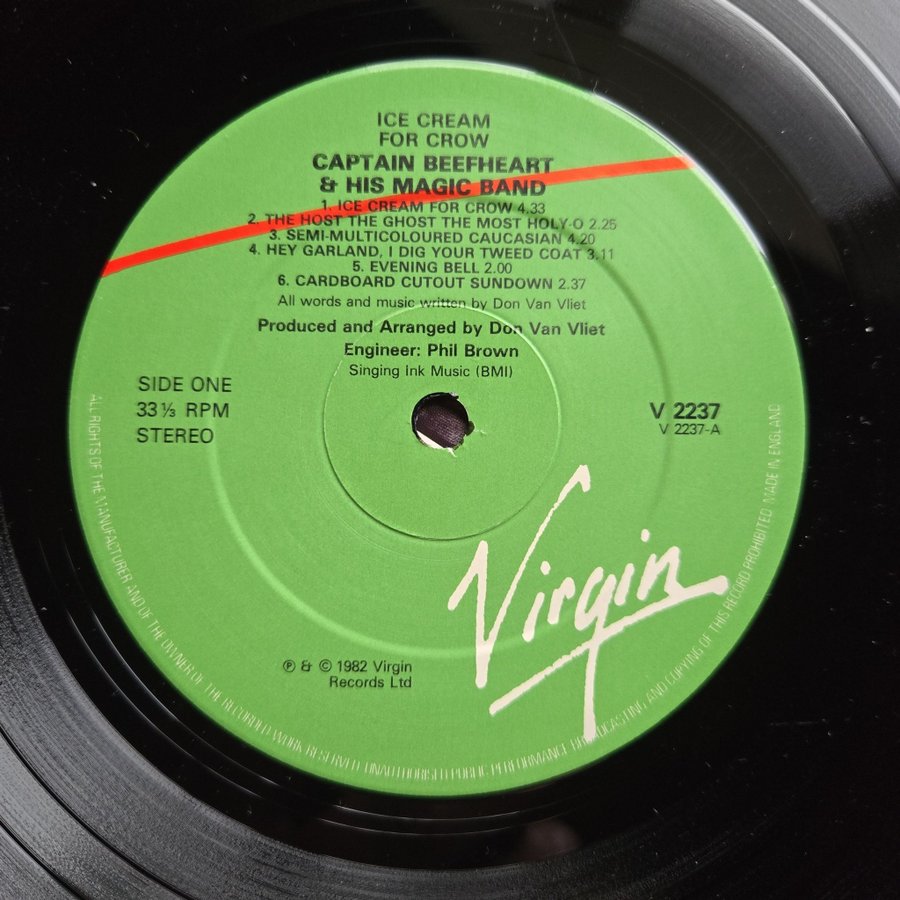 ICE CREAM
FOR CROW
CAPTAIN BEEFHEART
& HIS MAGIC BAND
1. ICE CREAM FOR CROW 4.33
2. THE HOST THE GHOST THE MOST HOLY-O 2.25
3. SEMI-MULTICOLOURED CAUCASIAN 4.20
4. HEY GARLAND, I DIG YOUR TWEED COAT 3.11
5. EVENING BELL 2.00
6. CARDBOARD CUTOUT SUNDOWN 2.37
All words and music written by Don Van Vliet
Produced and Arranged by Don Van Vliet
Engineer: Phil Brown
Singing Ink Music (BMI)
SIDE ONE
33⅓ RPM
STEREO
V 2237
V 2237-A
Virgin
℗ & © 1982 Virgin
Records Ltd
ALL RIGHTS OF THE MANUFACTURER AND OF THE OWNER OF THE RECORDED WORK RESERVED. UNAUTHORISED PUBLIC PERFORMANCE BROADCASTING AND COPYING OF THIS RECORD PROHIBITED. MADE IN ENGLAND